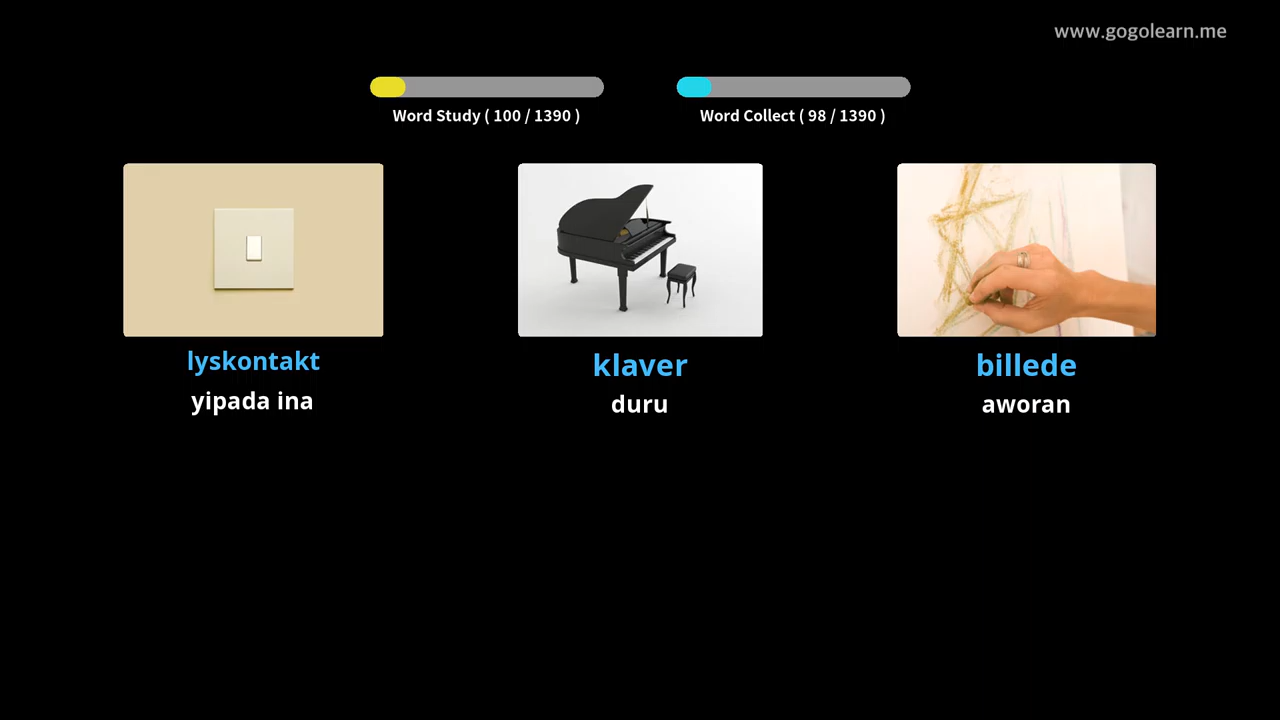 www.gogolearn.me
Word Study ( 100 / 1390 )
Word Collect ( 98 / 1390 )
lyskontakt
yipada ina
klaver
duru
billede
aworan